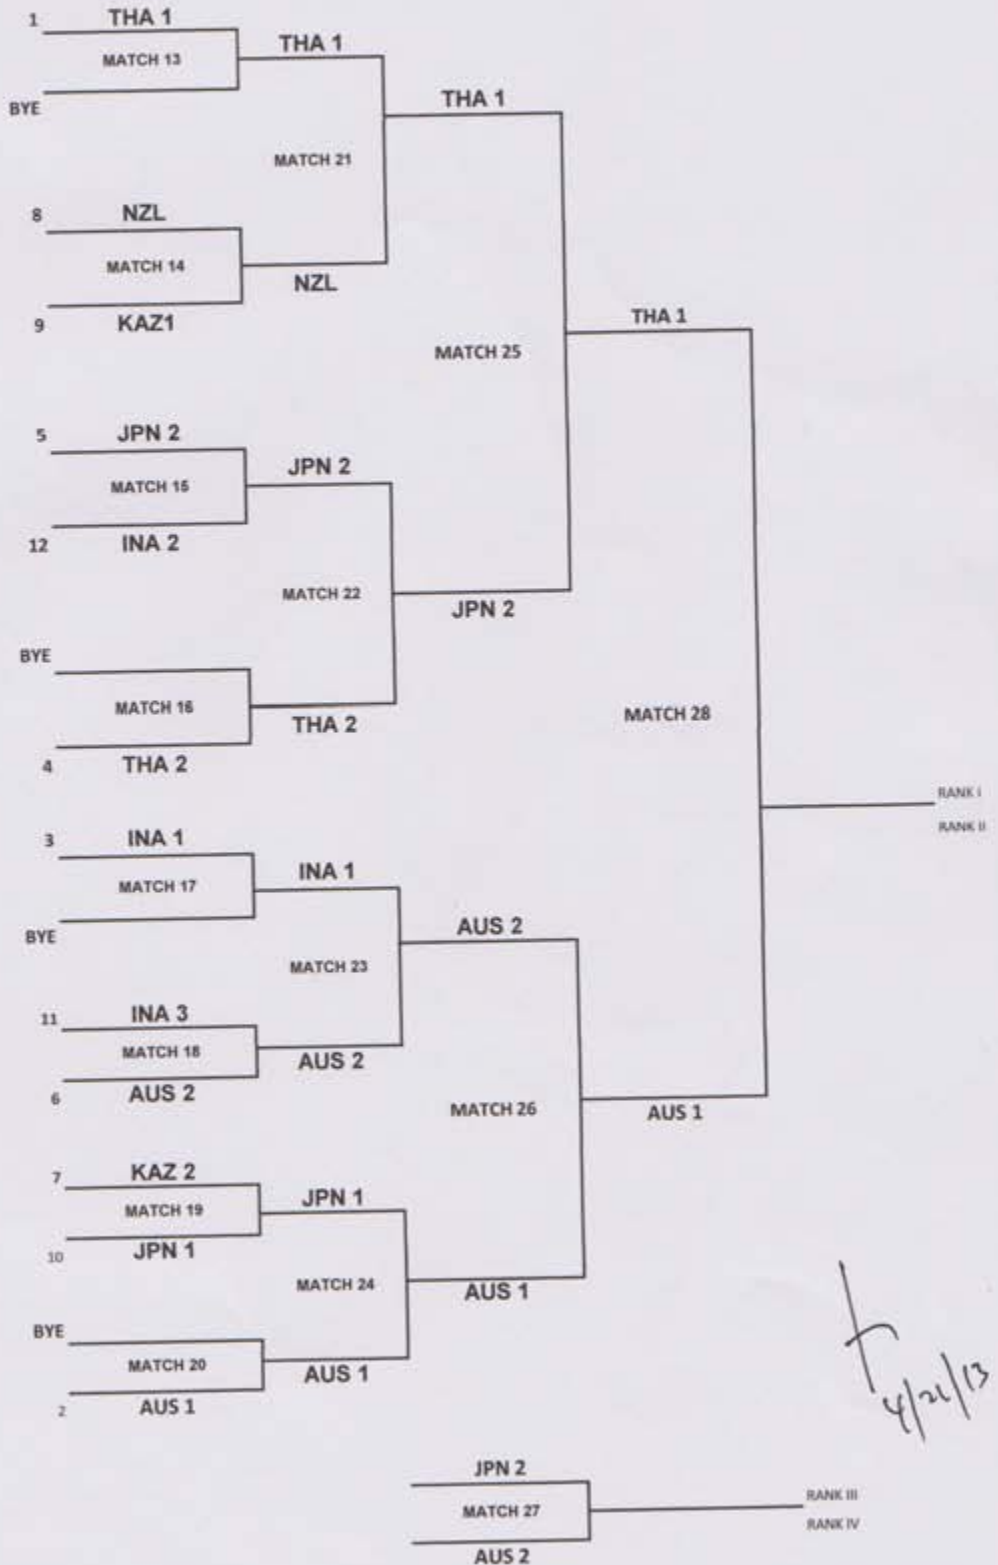 1 THA 1
MATCH 13
BYE
THA 1
MATCH 21
8 NZL
MATCH 14
9 KAZ1
NZL
THA 1
MATCH 25
5 JPN 2
MATCH 15
12 INA 2
JPN 2
MATCH 22
BYE
MATCH 16
4 THA 2
THA 2
JPN 2
THA 1
MATCH 28
RANK I
RANK II
3 INA 1
MATCH 17
BYE
INA 1
MATCH 23
11 INA 3
MATCH 18
6 AUS 2
AUS 2
AUS 2
MATCH 26
7 KAZ 2
MATCH 19
10 JPN 1
JPN 1
MATCH 24
BYE
MATCH 20
2 AUS 1
AUS 1
AUS 1
AUS 1
4/21/13
JPN 2
MATCH 27
AUS 2
RANK III
RANK IV